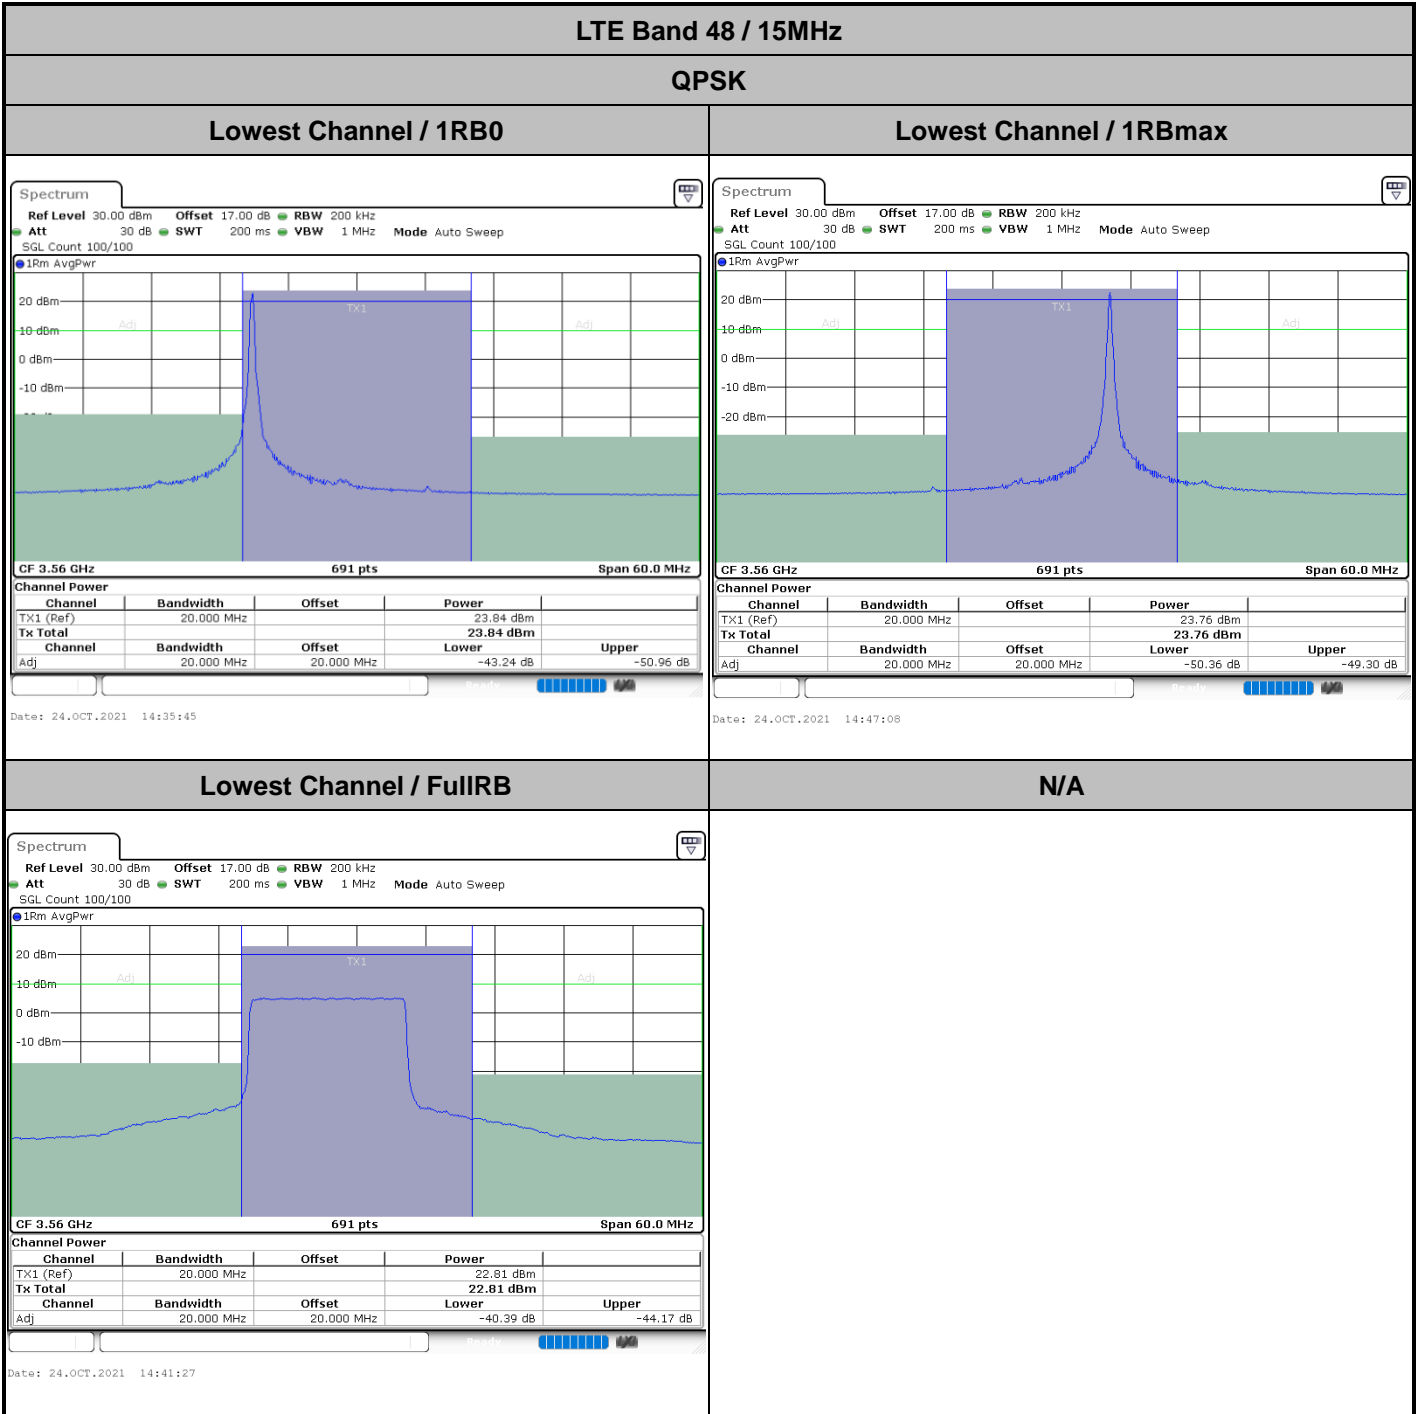 LTE Band 48 / 15MHz
QPSK
Lowest Channel / 1RB0
Lowest Channel / 1RBmax
Spectrum
Ref Level 30.00 dBm Offset 17.00 dB RBW 200 kHz
Att 30 dB SWT 200 ms VBW 1 MHz Mode Auto Sweep
SGL Count 100/100
1Rm AvgPwr
TX1
Adj
Adj
20 dBm
10 dBm
0 dBm
-10 dBm
CF 3.56 GHz 691 pts Span 60.0 MHz
Channel Power
Channel Bandwidth Offset Power
TX1 (Ref) 20.000 MHz 23.84 dBm
Tx Total 23.84 dBm
Channel Bandwidth Offset Lower Upper
Adj 20.000 MHz 20.000 MHz -43.24 dB -50.96 dB
Ready
Date: 24.OCT.2021 14:35:45
Spectrum
Ref Level 30.00 dBm Offset 17.00 dB RBW 200 kHz
Att 30 dB SWT 200 ms VBW 1 MHz Mode Auto Sweep
SGL Count 100/100
1Rm AvgPwr
TX1
Adj
Adj
20 dBm
10 dBm
0 dBm
-10 dBm
-20 dBm
CF 3.56 GHz 691 pts Span 60.0 MHz
Channel Power
Channel Bandwidth Offset Power
TX1 (Ref) 20.000 MHz 23.76 dBm
Tx Total 23.76 dBm
Channel Bandwidth Offset Lower Upper
Adj 20.000 MHz 20.000 MHz -50.36 dB -49.30 dB
Ready
Date: 24.OCT.2021 14:47:08
Lowest Channel / FullRB
N/A
Spectrum
Ref Level 30.00 dBm Offset 17.00 dB RBW 200 kHz
Att 30 dB SWT 200 ms VBW 1 MHz Mode Auto Sweep
SGL Count 100/100
1Rm AvgPwr
TX1
Adj
Adj
20 dBm
10 dBm
0 dBm
-10 dBm
CF 3.56 GHz 691 pts Span 60.0 MHz
Channel Power
Channel Bandwidth Offset Power
TX1 (Ref) 20.000 MHz 22.81 dBm
Tx Total 22.81 dBm
Channel Bandwidth Offset Lower Upper
Adj 20.000 MHz 20.000 MHz -40.39 dB -44.17 dB
Ready
Date: 24.OCT.2021 14:41:27